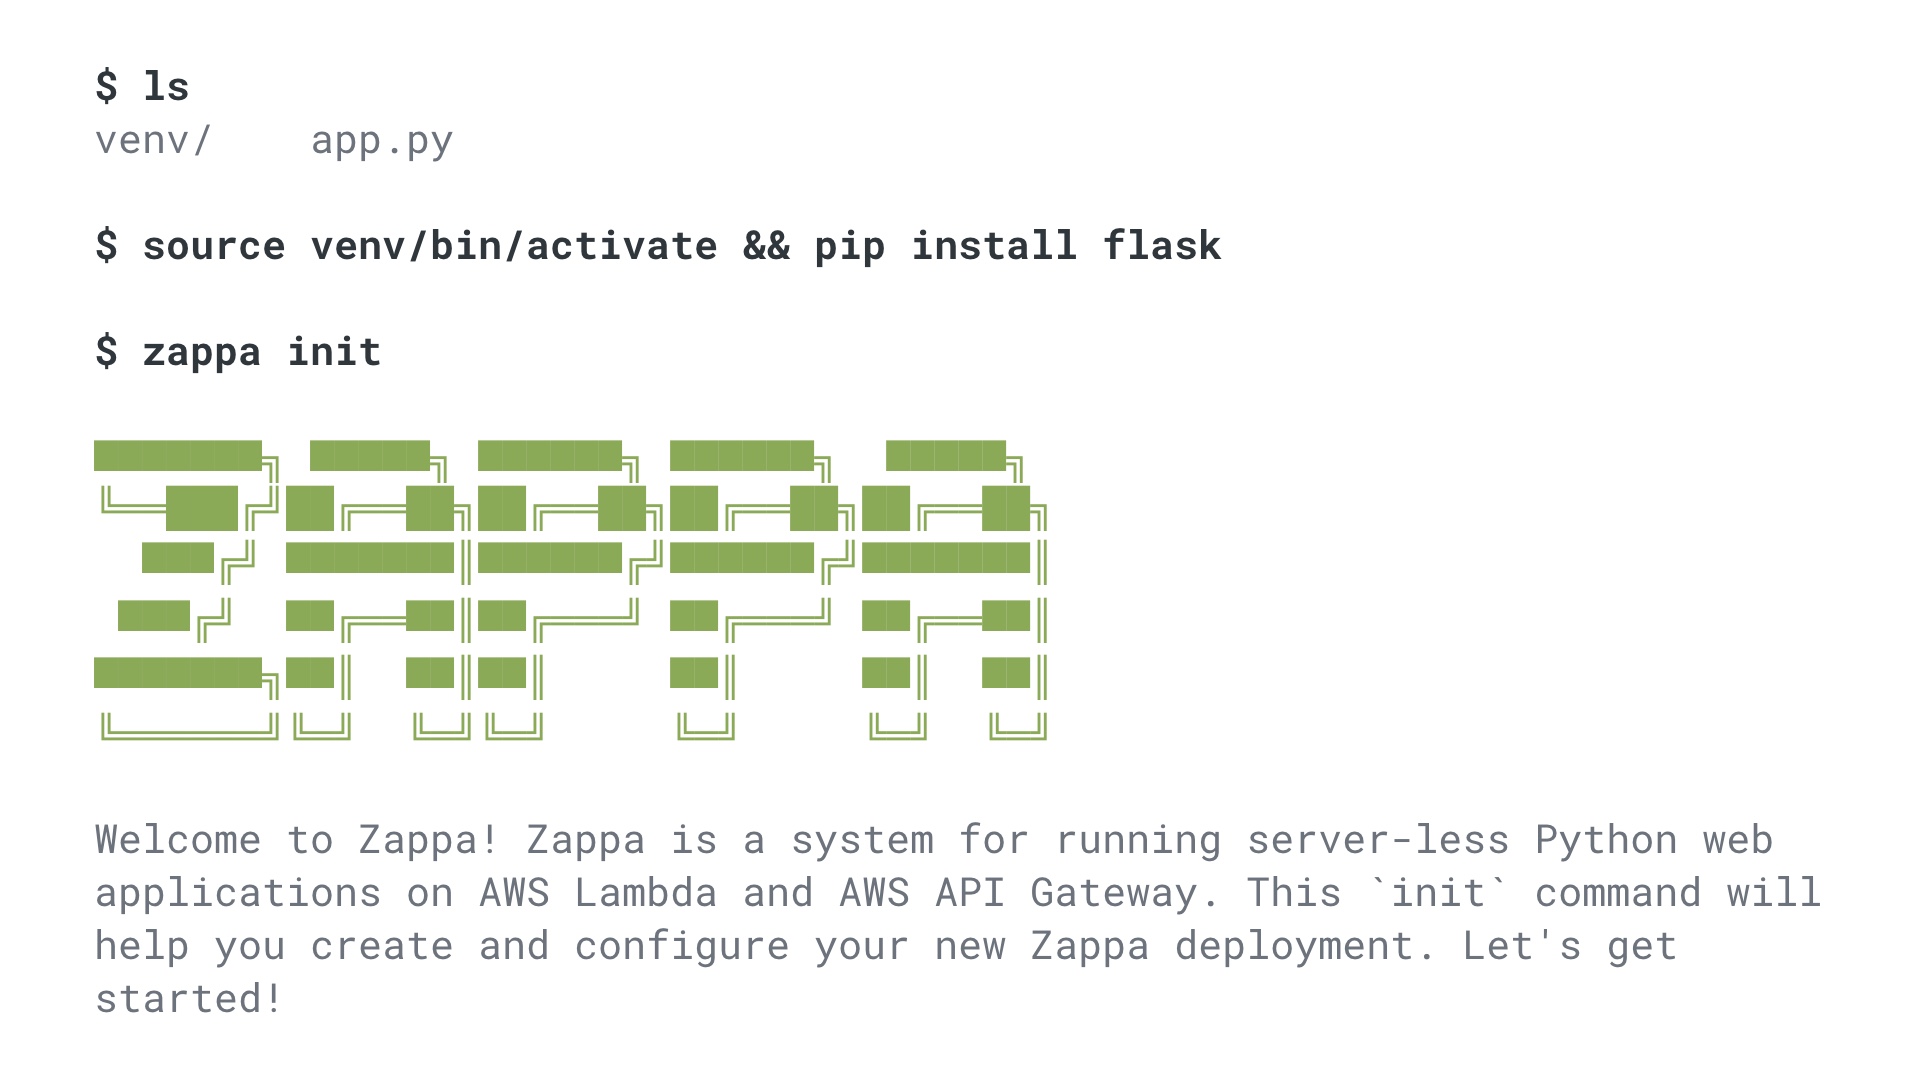 $ ls
venv/    app.py
$ source venv/bin/activate && pip install flask
$ zappa init
███████╗ █████╗ ██████╗ ██████╗  █████╗
╚══███╔╝██╔══██╗██╔══██╗██╔══██╗██╔══██╗
  ███╔╝ ███████║██████╔╝██████╔╝███████║
 ███╔╝  ██╔══██║██╔═══╝ ██╔═══╝ ██╔══██║
███████╗██║  ██║██║     ██║     ██║  ██║
╚══════╝╚═╝  ╚═╝╚═╝     ╚═╝     ╚═╝  ╚═╝
Welcome to Zappa! Zappa is a system for running server-less Python web
applications on AWS Lambda and AWS API Gateway. This `init` command will
help you create and configure your new Zappa deployment. Let's get
started!